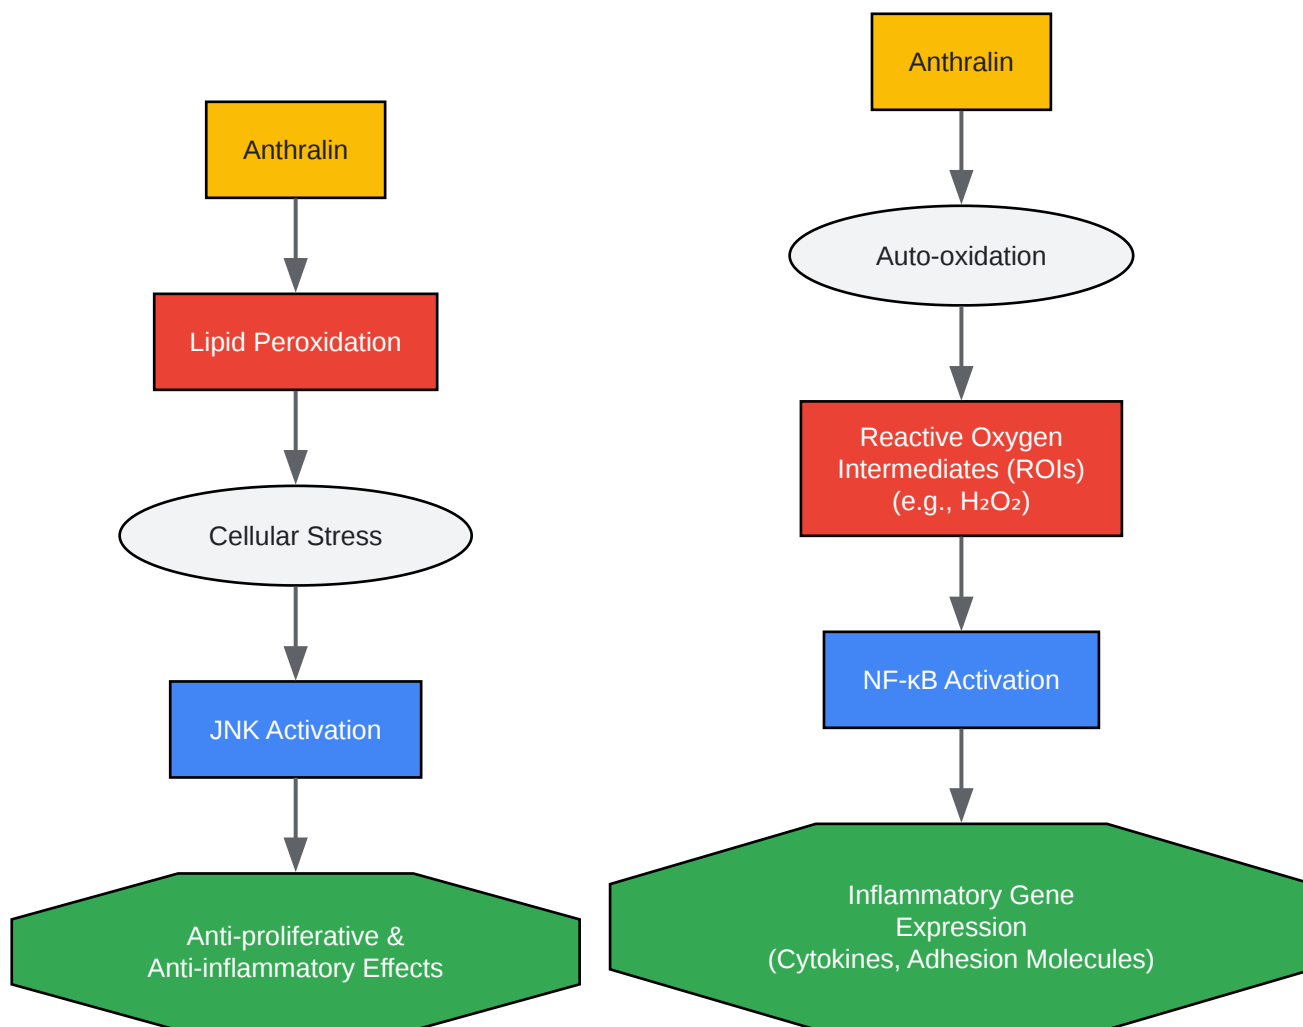 Anthralin
Lipid Peroxidation
Cellular Stress
JNK Activation
Anti-proliferative &
Anti-inflammatory Effects
Anthralin
Auto-oxidation
Reactive Oxygen
Intermediates (ROIs)
(e.g., H₂O₂)
NF-κB Activation
Inflammatory Gene
Expression
(Cytokines, Adhesion Molecules)